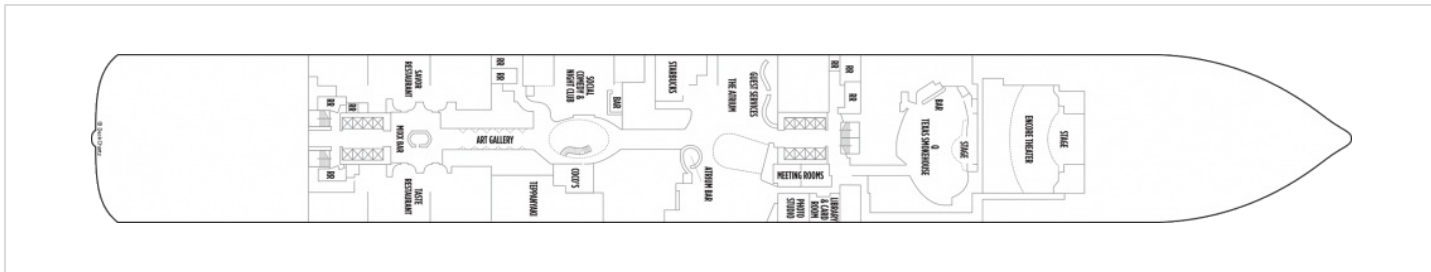 © DeckChartz
RR
RR
RR
RR
SAVOR
RESTAURANT
MIXX BAR
TASTE
RESTAURANT
ART GALLERY
RR
RR
SOCIAL
COMEDY &
NIGHT CLUB
BAR
COCO'S
TEPPANYAKI
STARBUCKS
GUEST SERVICES
THE ATRIUM
ATRIUM BAR
MEETING ROOMS
PHOTO
STUDIO
LIBRARY
& CARD
ROOM
RR
RR
RR
BAR
STAGE
Q
TEXAS SMOKEHOUSE
ENCORE THEATER
STAGE